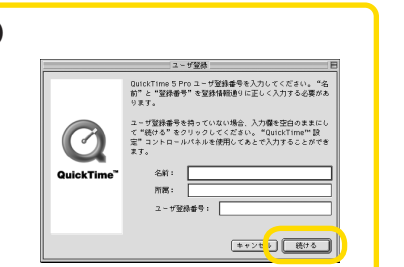 ユーザ登録
QuickTime 5 Pro ユーザ登録番号を入力してください。“名
前”と“登録番号”を登録情報通りに正しく入力する必要があ
ります。
ユーザ登録番号を持っていない場合、入力欄を空白のままにし
て“続ける”をクリックしてください。“QuickTime™ 設
定”コントロールパネルを使用してあとで入力することができ
ます。
QuickTime™
名前：
所属：
ユーザ登録番号：
キャンセル
続ける